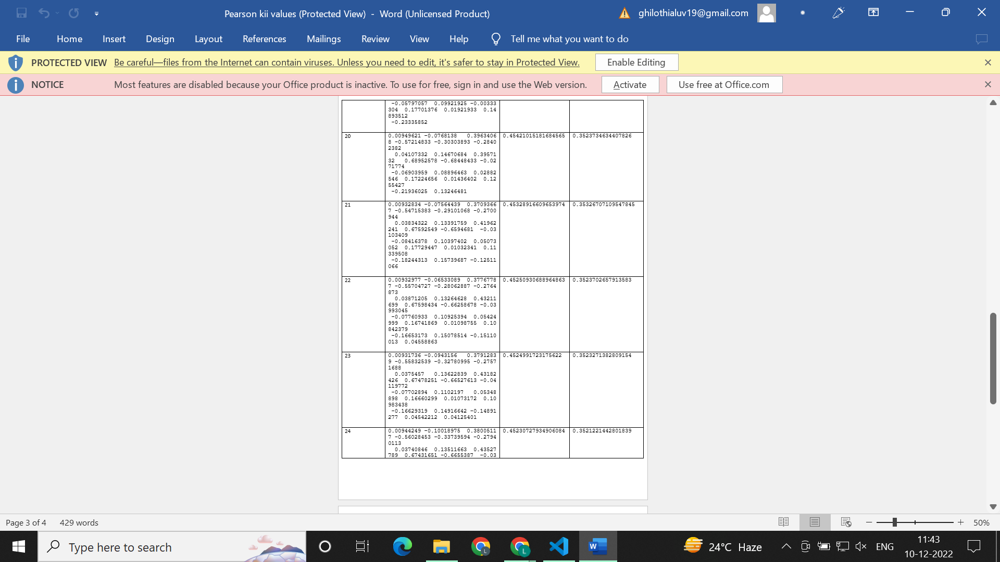 Pearson kii values (Protected View)  -  Word (Unlicensed Product)
ghilothialuv19@gmail.com
File Home Insert Design Layout References Mailings Review View Help Tell me what you want to do
PROTECTED VIEW Be careful—files from the Internet can contain viruses. Unless you need to edit, it's safer to stay in Protected View. Enable Editing
NOTICE Most features are disabled because your Office product is inactive. To use for free, sign in and use the Web version. Activate Use free at Office.com
-0.05797057 0.09921925 -0.00333
304 0.17701376 0.01921933 0.14
893512
-0.23335852
20 0.00949621 -0.0768138 0.3963406 0.45421015181684565 0.3523734634407826
8 -0.57214833 -0.30303893 -0.2840
2382
0.04107332 0.14670684 0.39571
32 0.68952578 -0.68448433 -0.02
71774
-0.06903959 0.08896463 0.02882
546 0.17224656 0.01436402 0.12
55427
-0.21936025 0.13246481
21 0.00932834 -0.07564439 0.3709366 0.45328916609653974 0.35326707109547845
7 -0.54715383 -0.29101068 -0.2700
944
0.03834322 0.13391759 0.41962
241 0.67592549 -0.6594681 -0.03
103409
-0.08416378 0.10397402 0.05073
052 0.17729447 0.01032341 0.11
339508
-0.18244313 0.15739687 -0.12511
066
22 0.00932977 -0.06533089 0.3776778 0.45250930688964863 0.3523702657913583
7 -0.55704727 -0.28062887 -0.2764
873
0.03871205 0.13264628 0.43211
699 0.67598434 -0.66258678 -0.03
993045
-0.07760933 0.10925394 0.05424
999 0.16741869 0.01098755 0.10
842379
-0.16653173 0.15078514 -0.15110
013 0.04558863
23 0.00931736 -0.0943156 0.3791283 0.4524991723175622 0.3523271382809154
9 -0.55832539 -0.32780995 -0.2757
1688
0.0375457 0.13622839 0.43182
426 0.67478251 -0.66527613 -0.04
119772
-0.07702894 0.1102197 0.05348
898 0.16660299 0.01073172 0.10
983438
-0.16629319 0.14916642 -0.14891
277 0.04542212 0.04125401
24 0.00944249 -0.10018975 0.3800511 0.45230727934906084 0.3521221442801839
7 -0.56028453 -0.33739594 -0.2794
0113
0.03740846 0.13511663 0.43527
789 0.67431651 -0.6655387 -0.03
Page 3 of 4 429 words 50%
Type here to search
24°C Haze ENG
11:43
10-12-2022